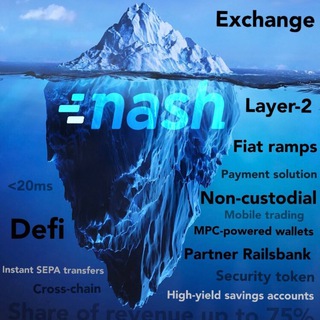 Exchange
nash
Layer-2
Fiat ramps
Payment solution
<20ms
Non-custodial
Mobile trading
Defi
MPC-powered wallets
Partner Railsbank
Instant SEPA transfers
Security token
Cross-chain
High-yield savings accounts
Share of revenue up to 75%